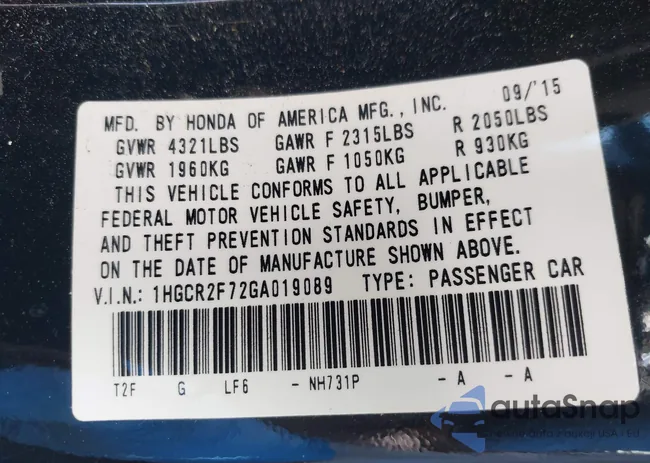 MFD. BY HONDA OF AMERICA MFG., INC. 09/'15
GVWR 4321LBS GAWR F 2315LBS R 2050LBS
GVWR 1960KG GAWR F 1050KG R 930KG
THIS VEHICLE CONFORMS TO ALL APPLICABLE
FEDERAL MOTOR VEHICLE SAFETY, BUMPER,
AND THEFT PREVENTION STANDARDS IN EFFECT
ON THE DATE OF MANUFACTURE SHOWN ABOVE.
V.I.N.: 1HGCR2F72GA019089 TYPE: PASSENGER CAR
T2F G LF6 - NH731P - A - A
autaSnap